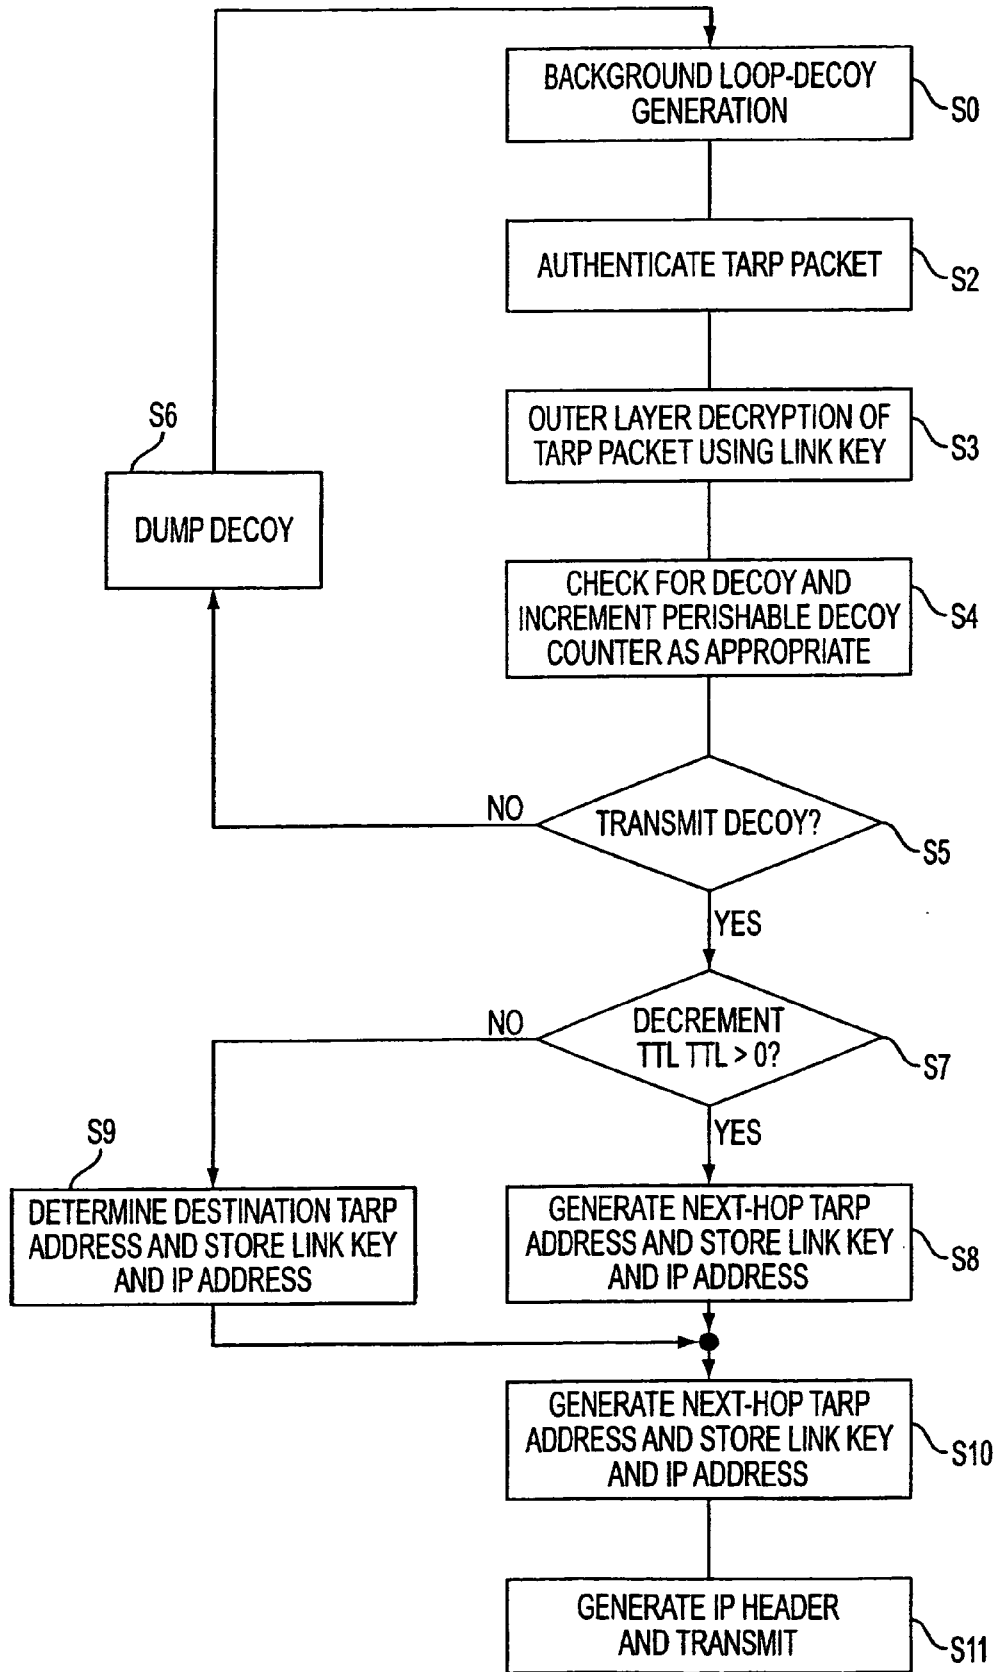 BACKGROUND LOOP-DECOY
GENERATION
S0
AUTHENTICATE TARP PACKET
S2
OUTER LAYER DECRYPTION OF
TARP PACKET USING LINK KEY
S3
S6
DUMP DECOY
CHECK FOR DECOY AND
INCREMENT PERISHABLE DECOY
COUNTER AS APPROPRIATE
S4
NO
TRANSMIT DECOY?
S5
YES
NO
DECREMENT
TTL TTL > 0?
S7
YES
S9
DETERMINE DESTINATION TARP
ADDRESS AND STORE LINK KEY
AND IP ADDRESS
GENERATE NEXT-HOP TARP
ADDRESS AND STORE LINK KEY
AND IP ADDRESS
S8
GENERATE NEXT-HOP TARP
ADDRESS AND STORE LINK KEY
AND IP ADDRESS
S10
GENERATE IP HEADER
AND TRANSMIT
S11